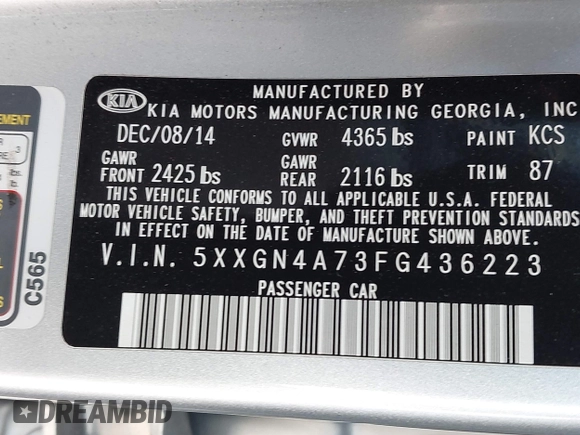 EMENT
3
C565
KIA
MANUFACTURED BY
KIA MOTORS MANUFACTURING GEORGIA, INC
DEC/08/14 GVWR 4365 lbs PAINT KCS
GAWR FRONT 2425 lbs GAWR REAR 2116 lbs TRIM 87
THIS VEHICLE CONFORMS TO ALL APPLICABLE U.S.A. FEDERAL
MOTOR VEHICLE SAFETY, BUMPER, AND THEFT PREVENTION STANDARDS
IN EFFECT ON THE DATE OF MANUFACTURE SHOWN ABOVE.
V.I.N. 5XXGN4A73FG436223
PASSENGER CAR
DREAMBID